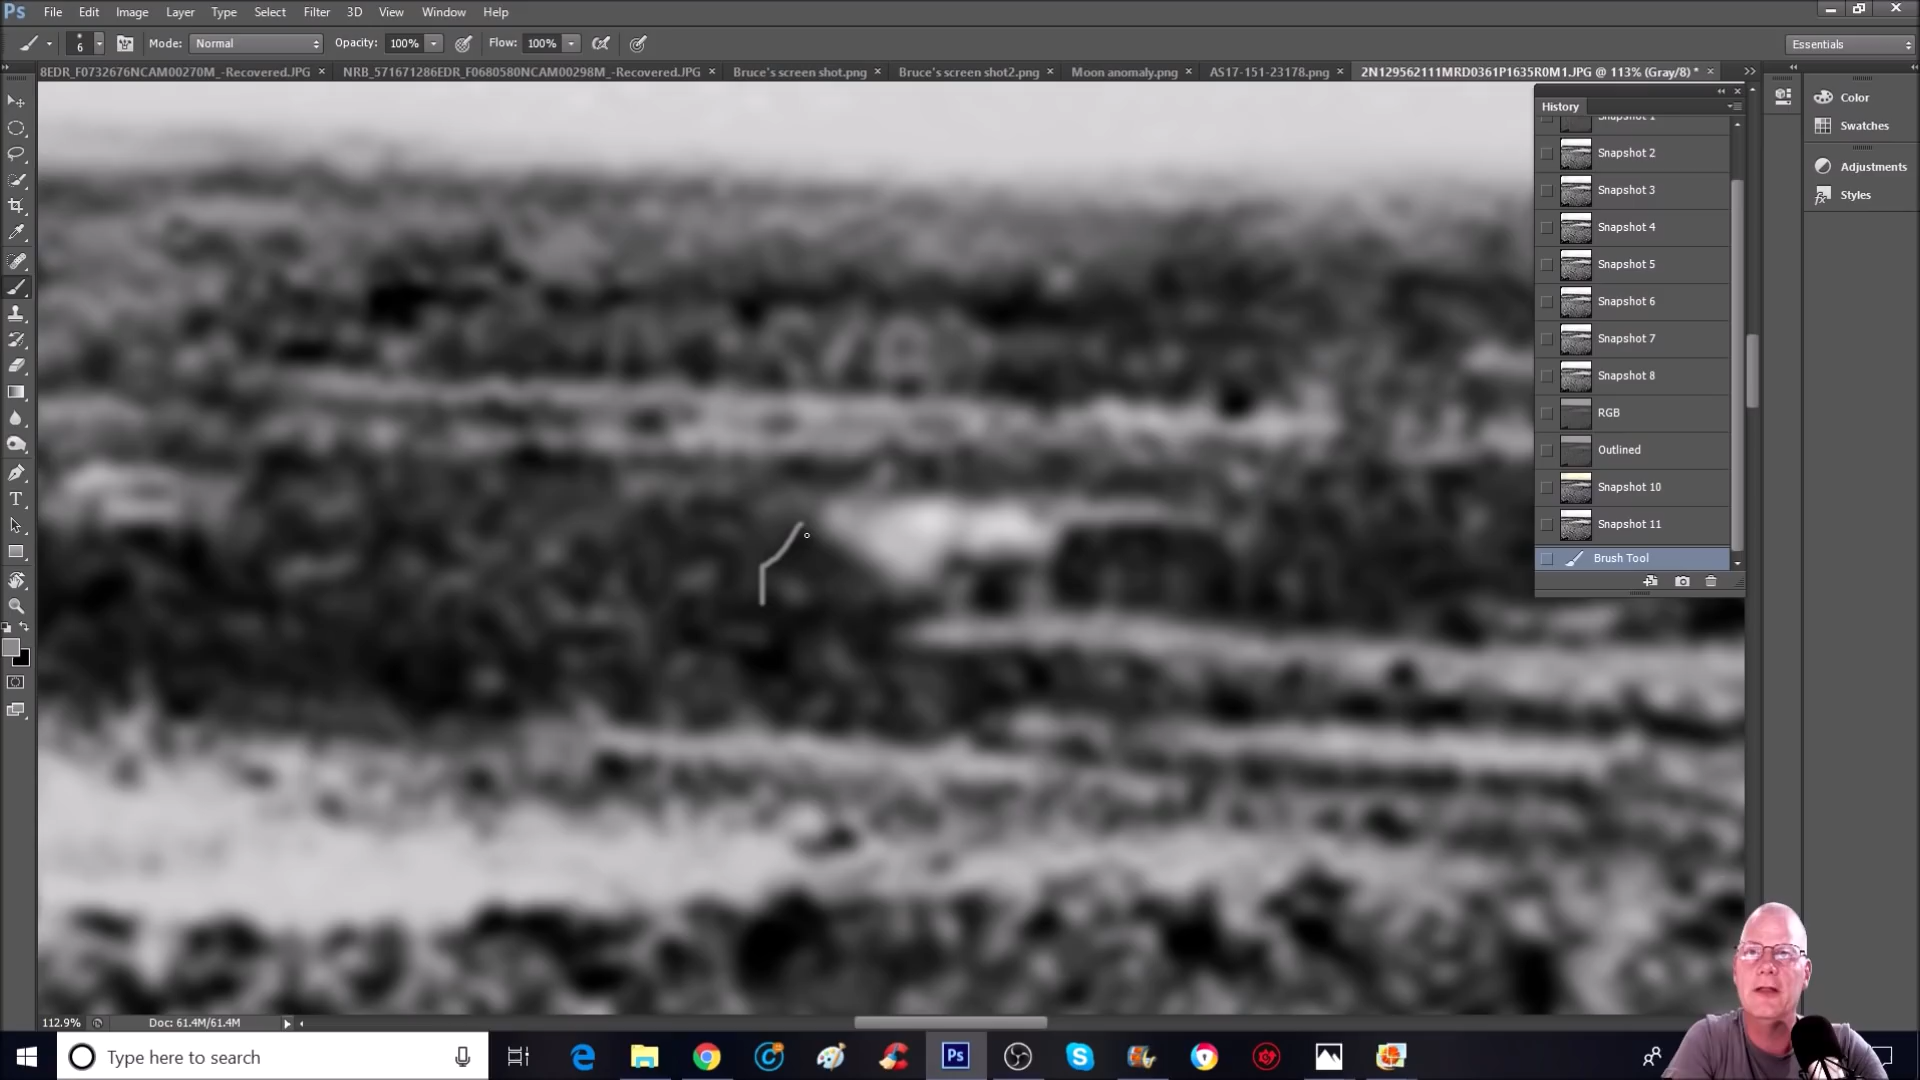 Ps File Edit Image Layer Type Select Filter 3D View Window Help
6 Mode: Normal Opacity: 100% Flow: 100% Essentials
8EDR_F0732676NCAM00270M_-Recovered.JPG × NRB_571671286EDR_F0680580NCAM00298M_-Recovered.JPG × Bruce's screen shot.png × Bruce's screen shot2.png × Moon anomaly.png × AS17-151-23178.png × 2N129562111MRD0361P1635R0M1.JPG @ 113% (Gray/8) * ×
History
Snapshot 1
Snapshot 2
Snapshot 3
Snapshot 4
Snapshot 5
Snapshot 6
Snapshot 7
Snapshot 8
RGB
Outlined
Snapshot 10
Snapshot 11
Brush Tool
Color
Swatches
Adjustments
Styles
112.9% Doc: 61.4M/61.4M
Type here to search
Ps